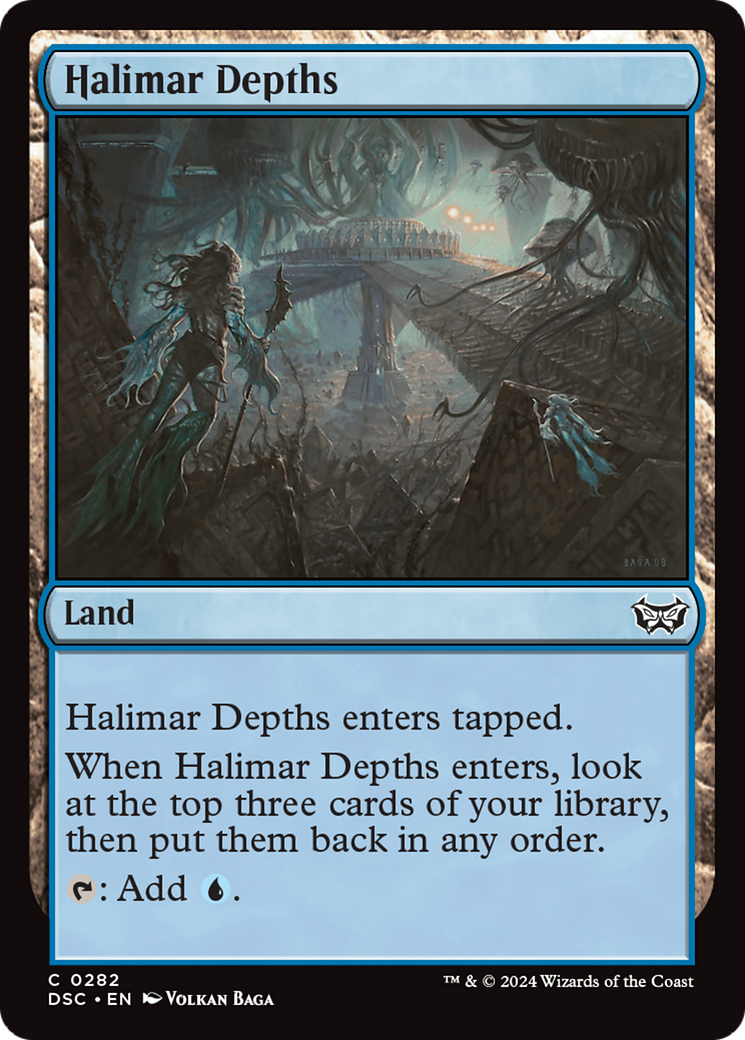 Halimar Depths
BAGA 08
Land
Halimar Depths enters tapped.
When Halimar Depths enters, look
at the top three cards of your library,
then put them back in any order.
: Add .
C 0282
DSC • EN VOLKAN BAGA
™ & © 2024 Wizards of the Coast